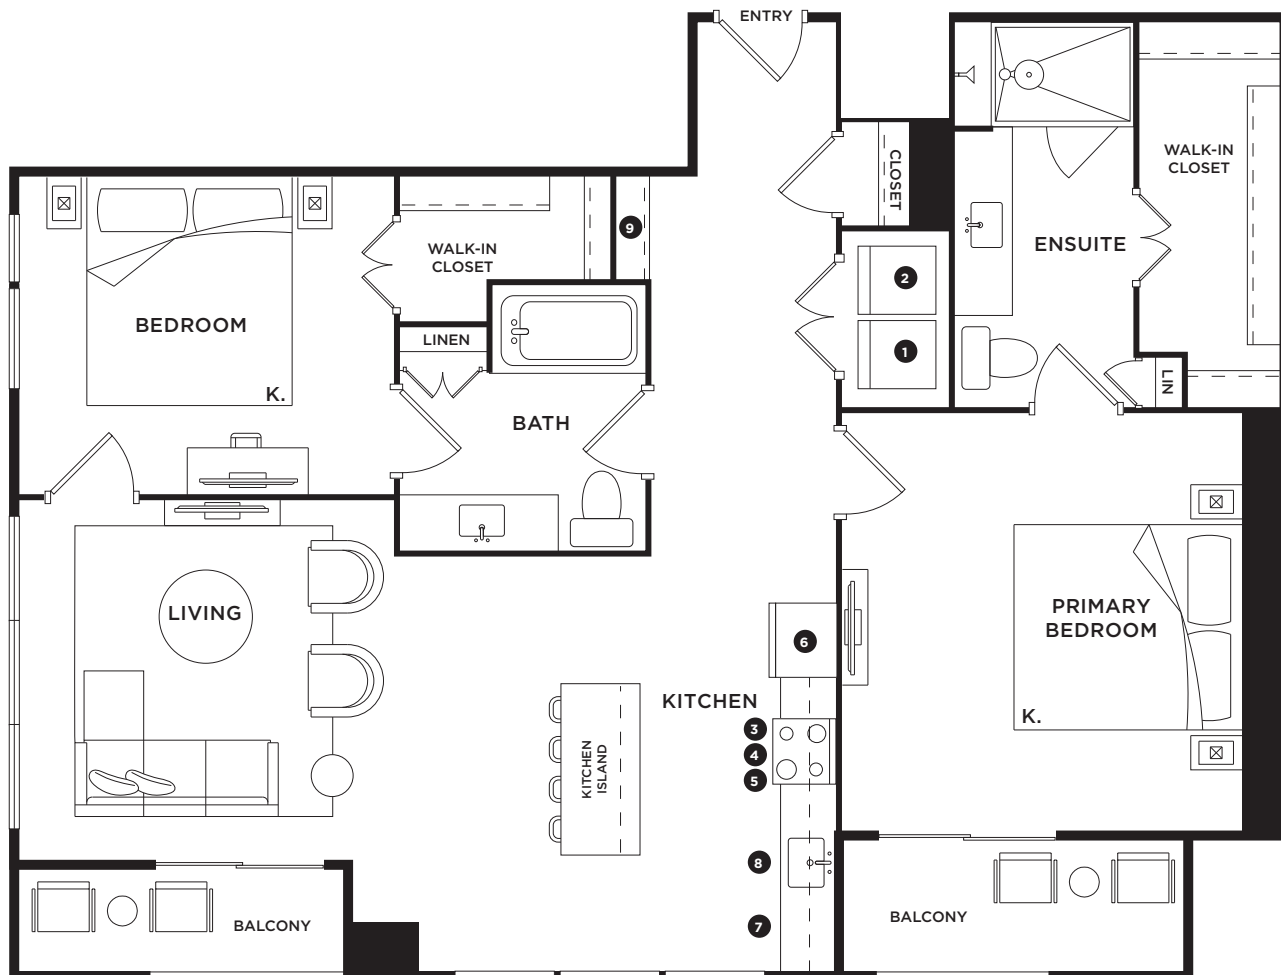 ENTRY
CLOSET
WALK-IN
CLOSET
9
WALK-IN
CLOSET
ENSUITE
2
BEDROOM
LINEN
1
LIN
K.
BATH
LIVING
PRIMARY
BEDROOM
6
KITCHEN
K.
3
4
5
KITCHEN
ISLAND
8
BALCONY
7
BALCONY